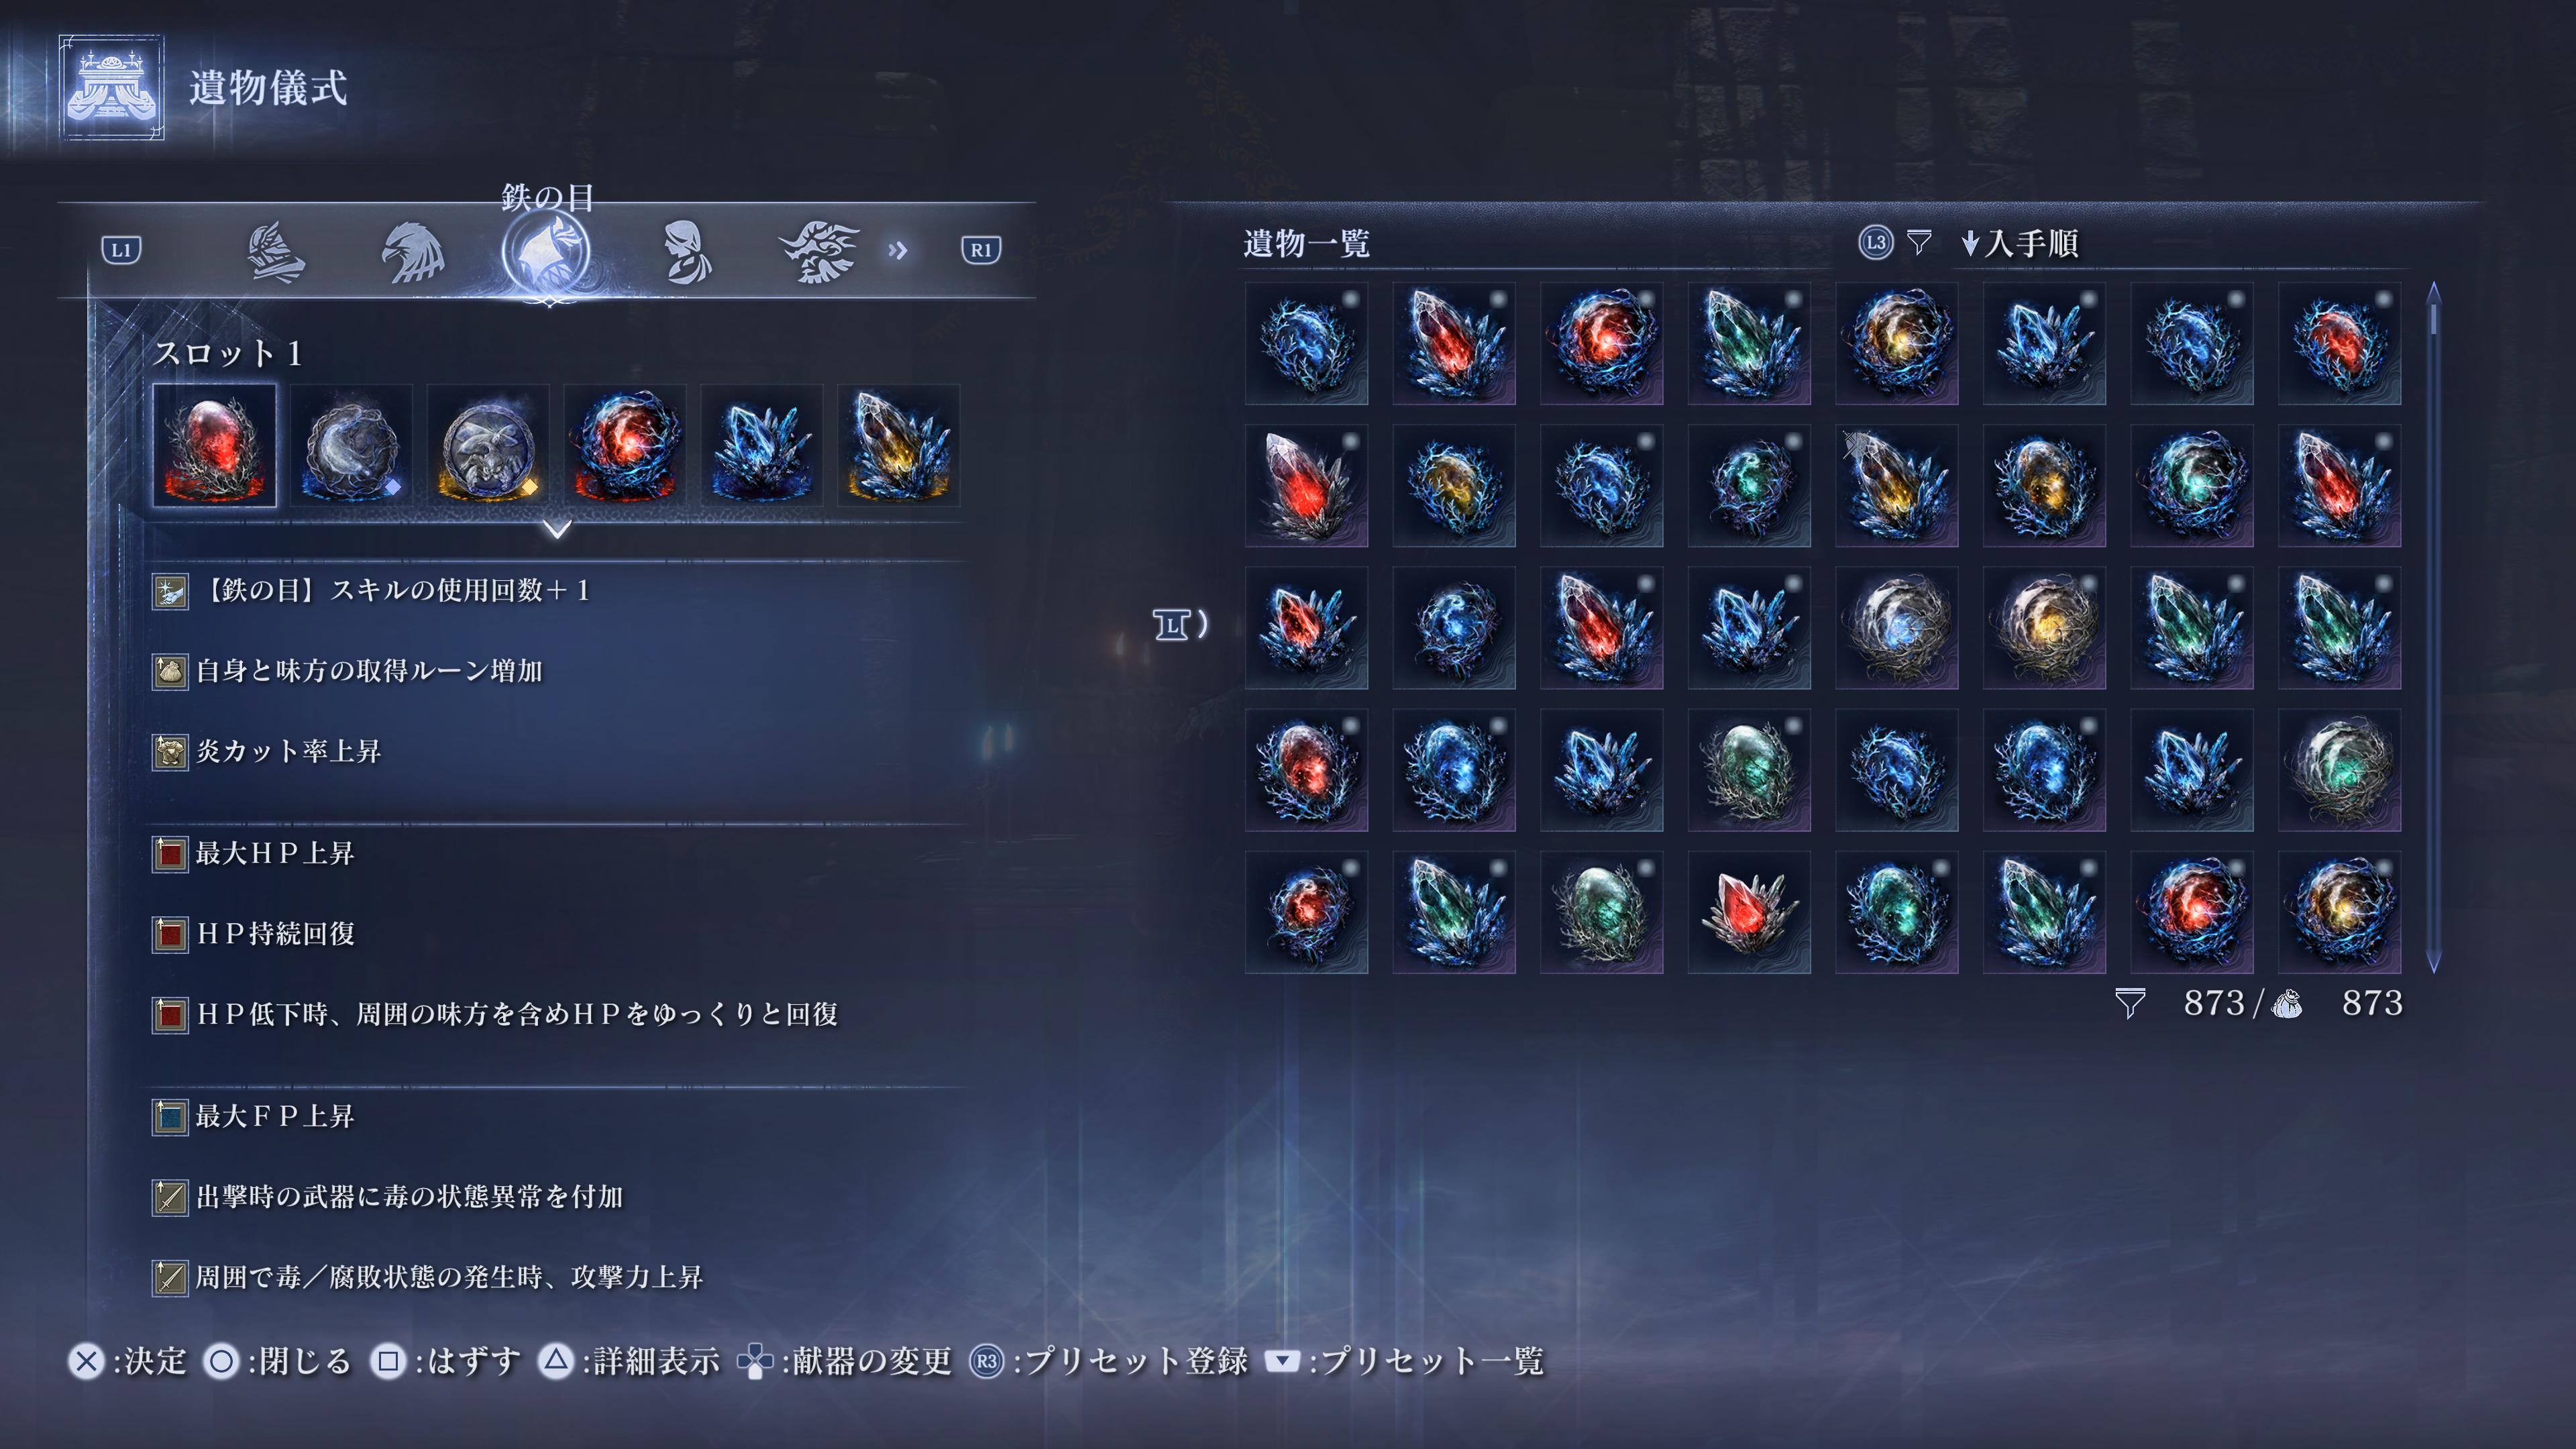 遺物儀式
鉄の目
L1
R1
スロット1
【鉄の目】スキルの使用回数＋1
自身と味方の取得ルーン増加
炎カット率上昇
最大ＨＰ上昇
ＨＰ持続回復
ＨＰ低下時、周囲の味方を含めＨＰをゆっくりと回復
最大ＦＰ上昇
出撃時の武器に毒の状態異常を付加
周囲で毒／腐敗状態の発生時、攻撃力上昇
遺物一覧
L3 入手順
L
873/ 873
:決定 :閉じる :はずす :詳細表示 :献器の変更 R3:プリセット登録 :プリセット一覧